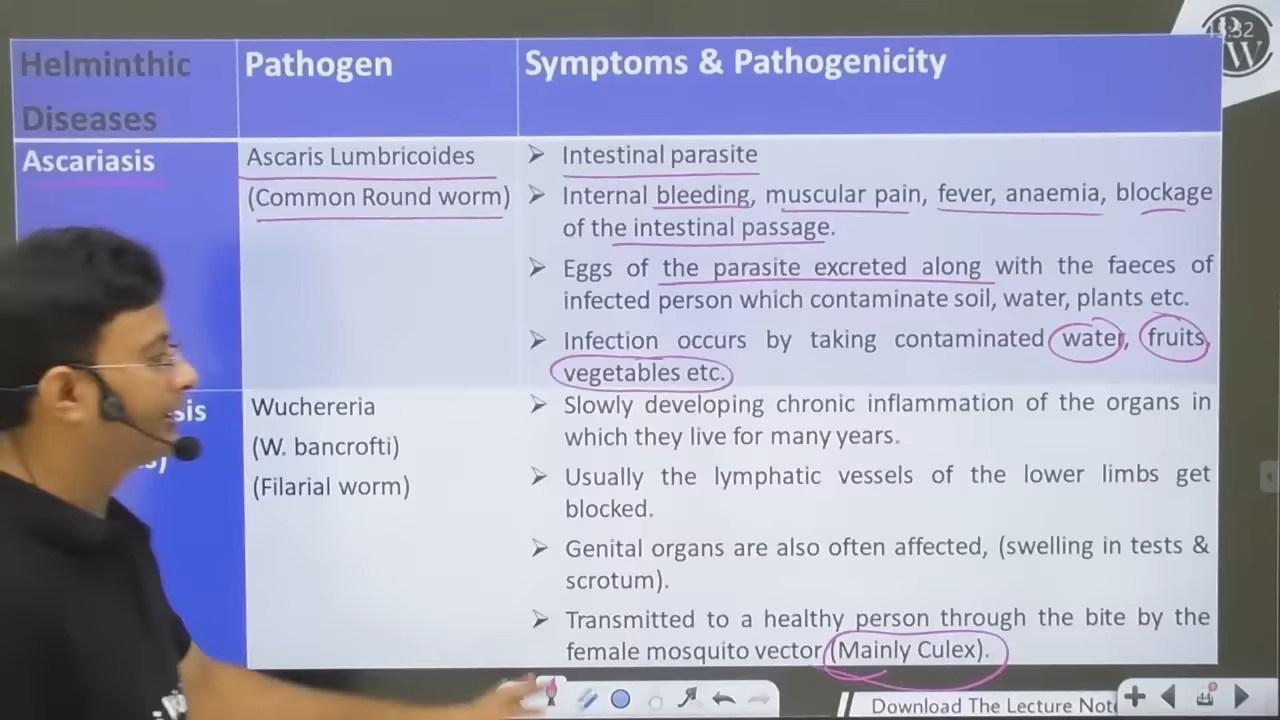 15:32
W
Helminthic
Diseases
Pathogen
Symptoms & Pathogenicity
Ascariasis
Ascaris Lumbricoides
(Common Round worm)
➢ Intestinal parasite
➢ Internal bleeding, muscular pain, fever, anaemia, blockage
of the intestinal passage.
➢ Eggs of the parasite excreted along with the faeces of
infected person which contaminate soil, water, plants etc.
➢ Infection occurs by taking contaminated water, fruits,
vegetables etc.
sis
Wuchereria
(W. bancrofti)
(Filarial worm)
➢ Slowly developing chronic inflammation of the organs in
which they live for many years.
➢ Usually the lymphatic vessels of the lower limbs get
blocked.
➢ Genital organs are also often affected, (swelling in tests &
scrotum).
➢ Transmitted to a healthy person through the bite by the
female mosquito vector (Mainly Culex).
Download The Lecture Not
44